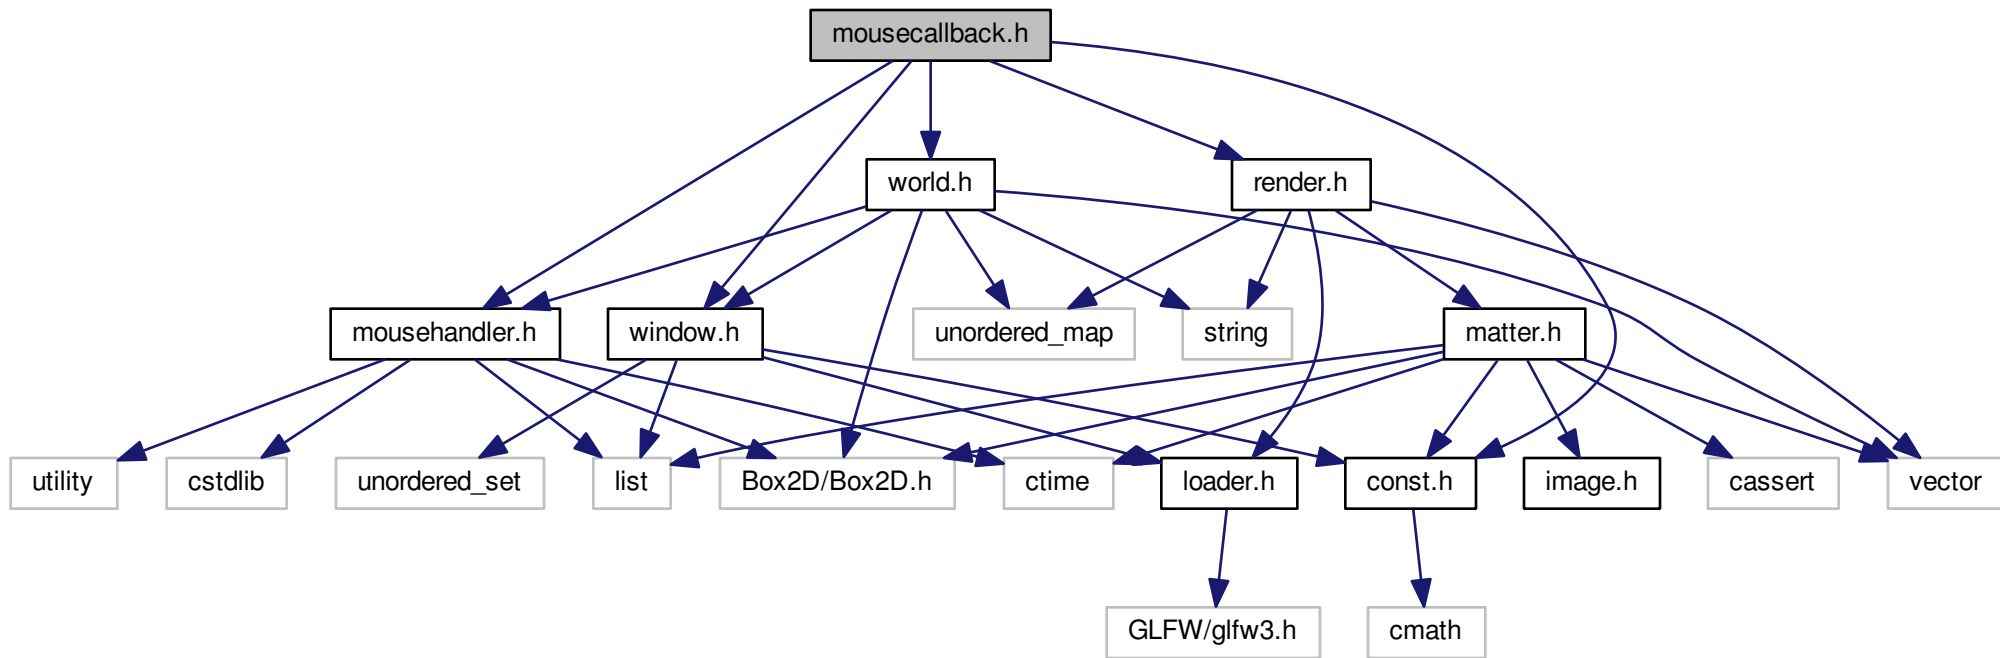 mousecallback.h
world.h
render.h
mousehandler.h
window.h
unordered_map
string
matter.h
utility
cstdlib
unordered_set
list
Box2D/Box2D.h
ctime
loader.h
const.h
image.h
cassert
vector
GLFW/glfw3.h
cmath